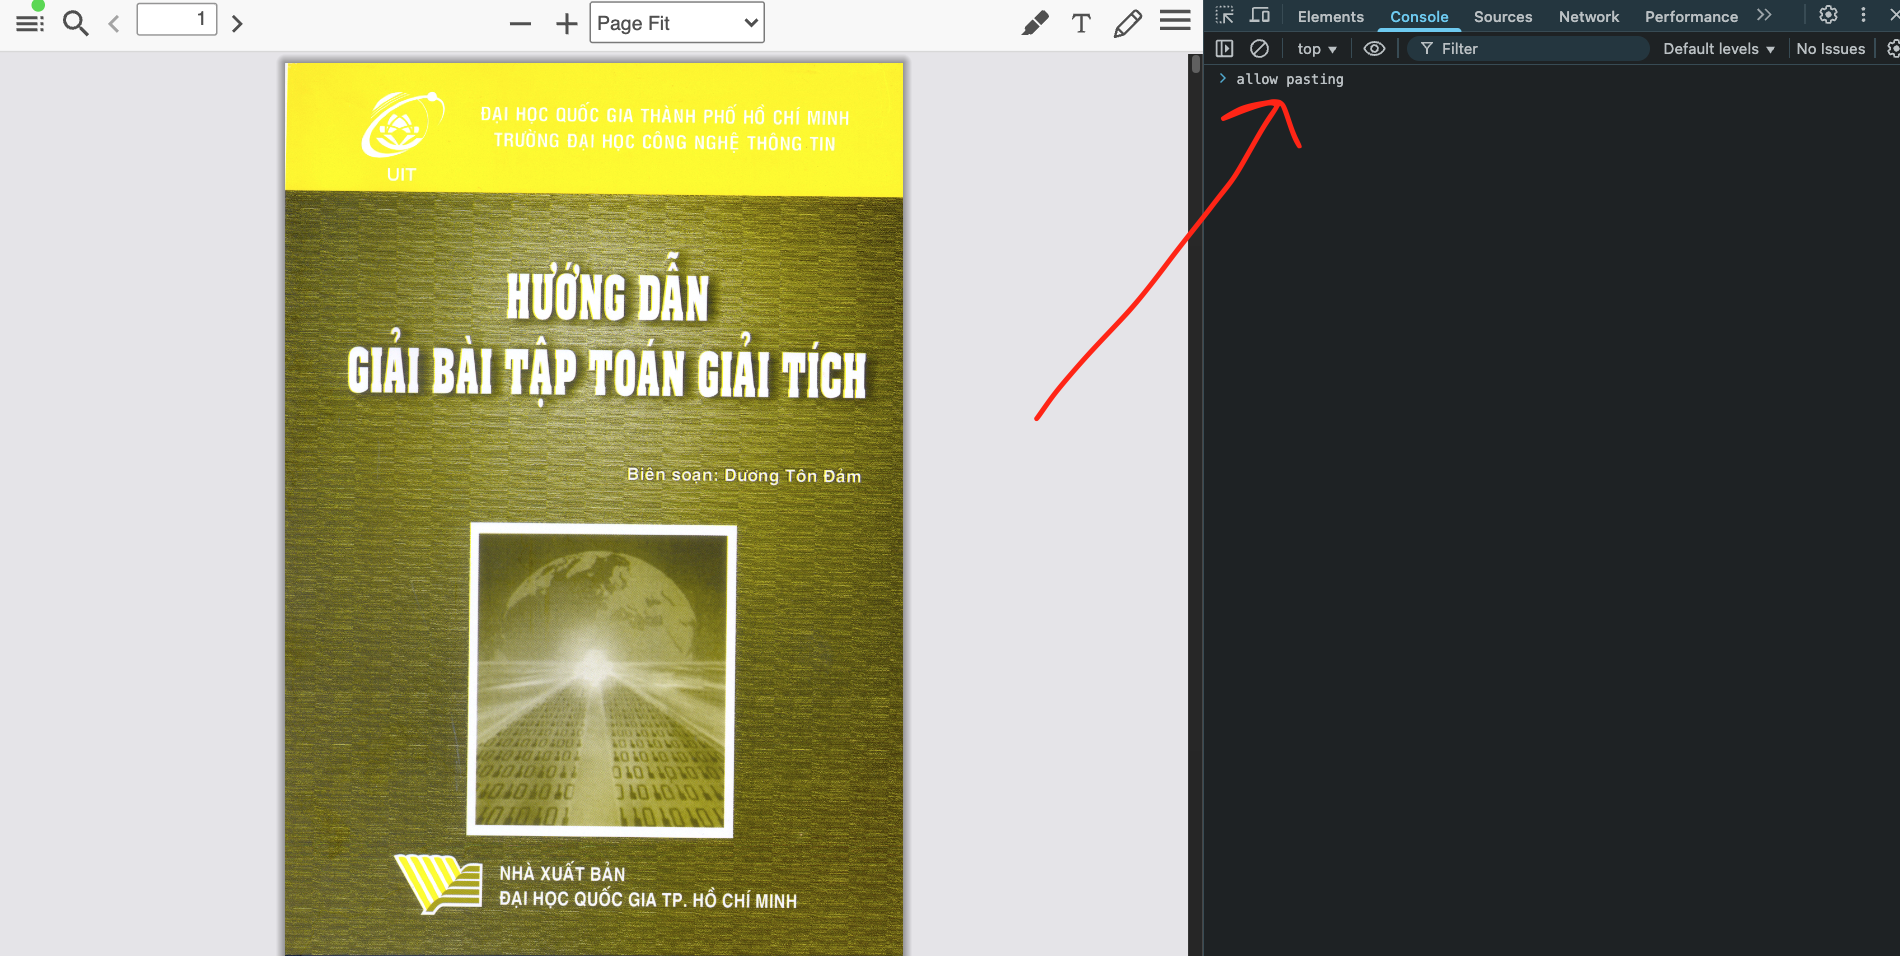 1
Page Fit
T
Elements Console Sources Network Performance
top Filter Default levels No Issues
allow pasting
ĐẠI HỌC QUỐC GIA THÀNH PHỐ HỒ CHÍ MINH
TRƯỜNG ĐẠI HỌC CÔNG NGHỆ THÔNG TIN
UIT
HƯỚNG DẪN
GIẢI BÀI TẬP TOÁN GIẢI TÍCH
Biên soạn: Dương Tôn Đảm
NHÀ XUẤT BẢN
ĐẠI HỌC QUỐC GIA TP. HỒ CHÍ MINH